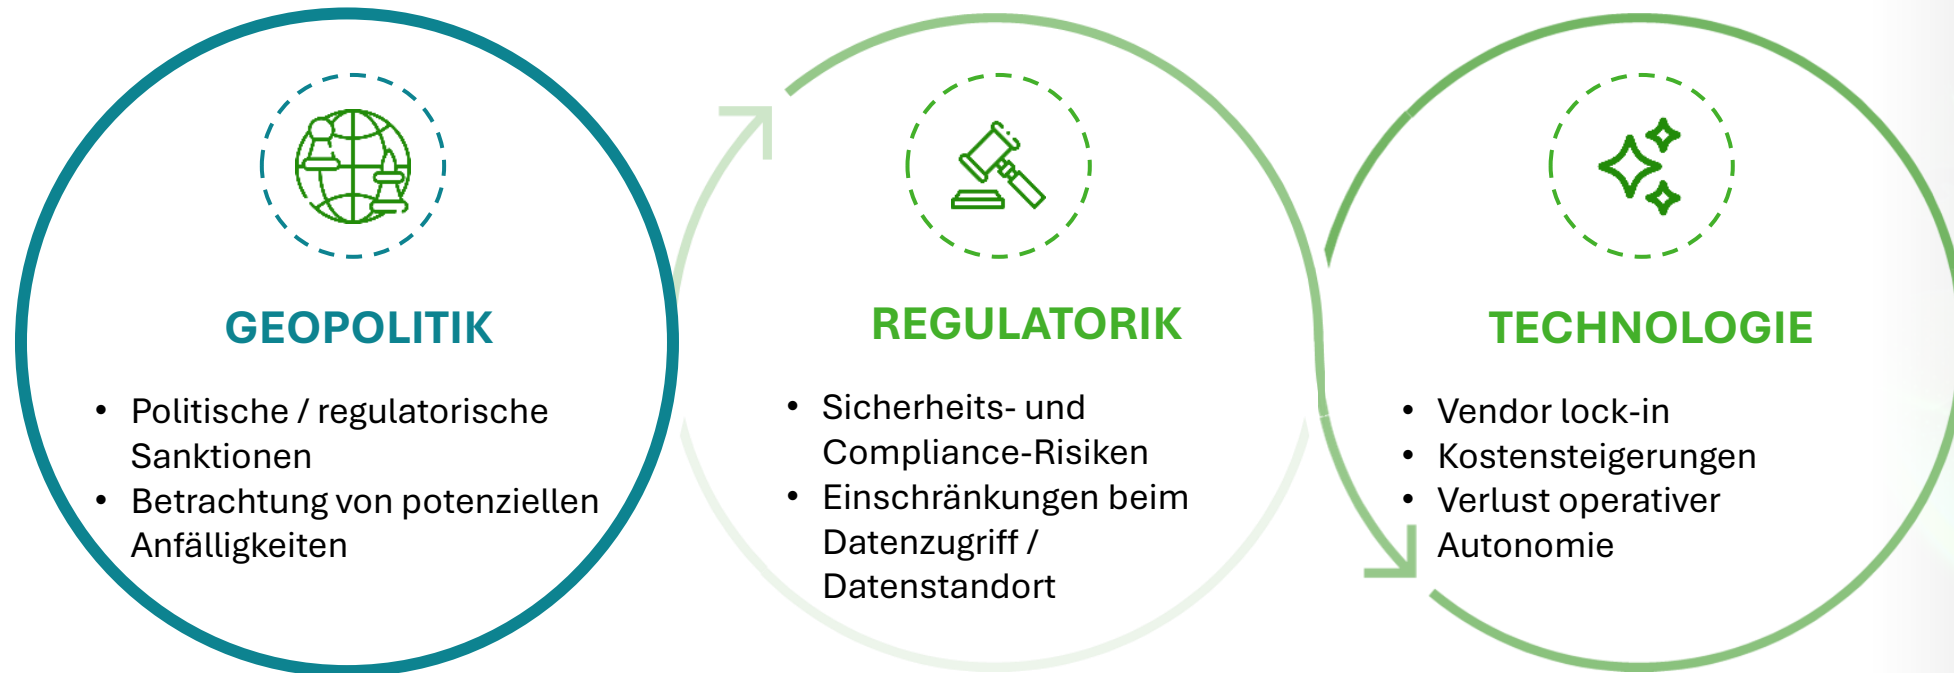 GEOPOLITIK
• Politische / regulatorische
Sanktionen
• Betrachtung von potenziellen
Anfälligkeiten
REGULATORIK
• Sicherheits- und
Compliance-Risiken
• Einschränkungen beim
Datenzugriff /
Datenstandort
TECHNOLOGIE
• Vendor lock-in
• Kostensteigerungen
• Verlust operativer
Autonomie